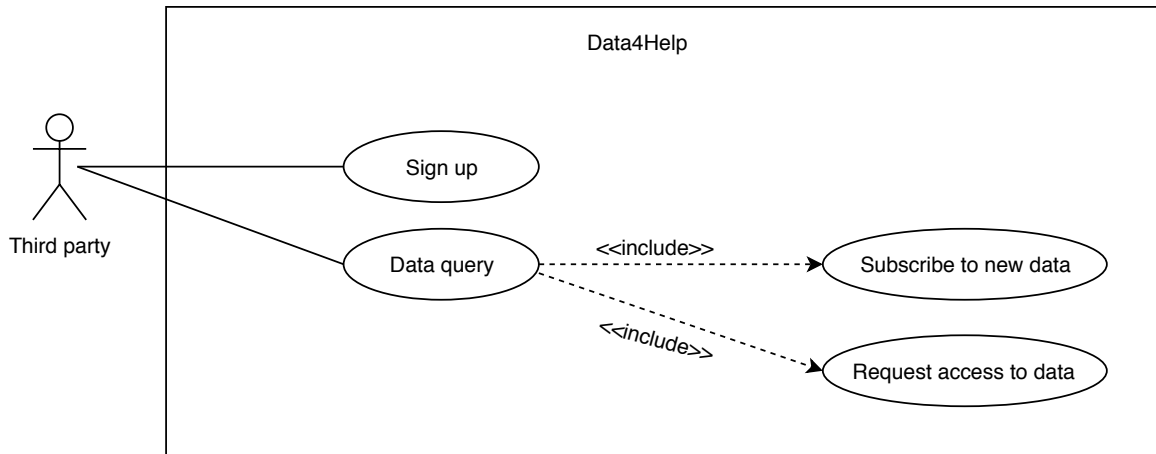 Data4Help
Sign up
Third party
Data query
<<include>>
Subscribe to new data
<<include>>
Request access to data